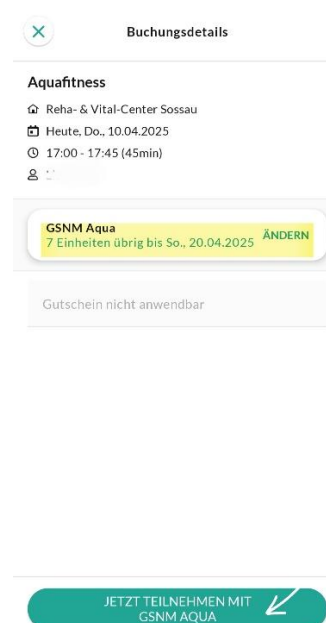 Buchungsdetails
Aquafitness
Reha- & Vital-Center Sossau
Heute, Do., 10.04.2025
17:00 - 17:45 (45min)
GSNM Aqua
7 Einheiten übrig bis So., 20.04.2025
ÄNDERN
Gutschein nicht anwendbar
JETZT TEILNEHMEN MIT
GSNM AQUA